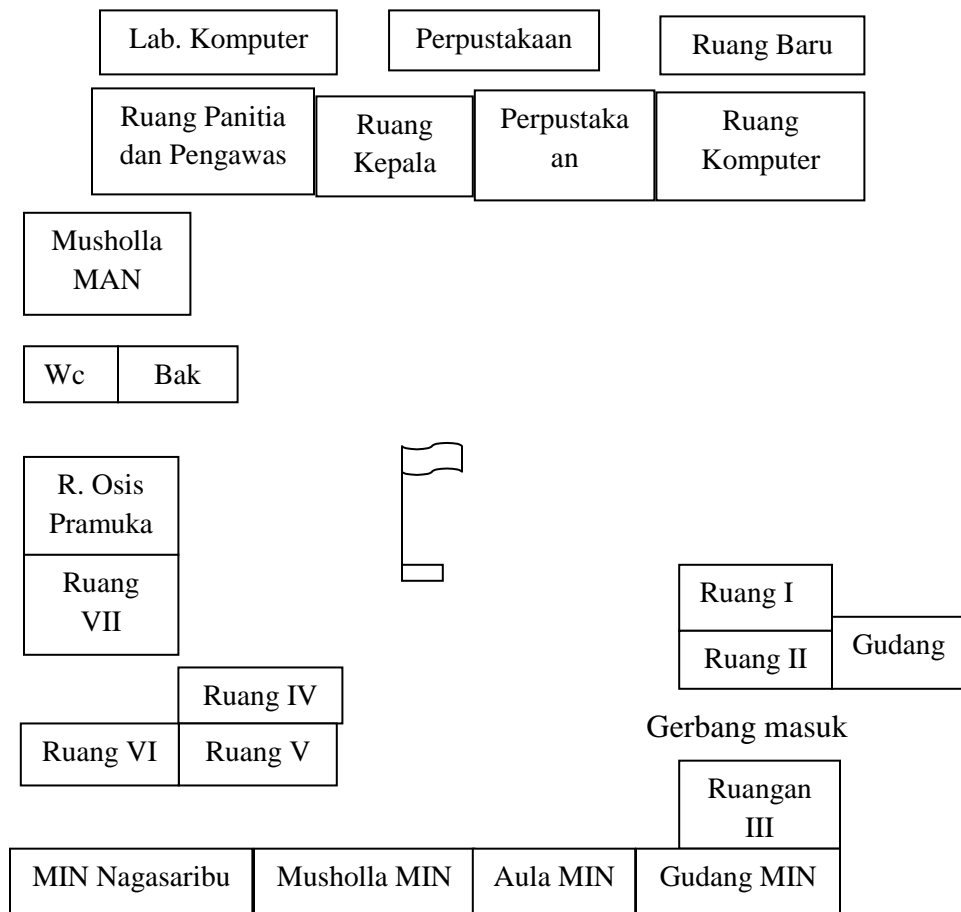 Lab. Komputer
Perpustakaan
Ruang Baru
Ruang Panitia
dan Pengawas
Ruang
Kepala
Perpustaka
an
Ruang
Komputer
Musholla
MAN
Wc
Bak
R. Osis
Pramuka
Ruang
VII
Ruang I
Ruang II
Gudang
Ruang IV
Gerbang masuk
Ruang VI
Ruang V
Ruangan
III
MIN Nagasaribu
Musholla MIN
Aula MIN
Gudang MIN